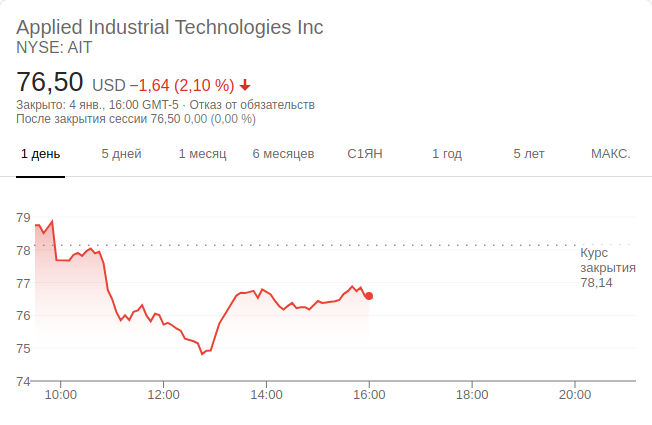 Applied Industrial Technologies Inc
NYSE: AIT
76,50 USD −1,64 (2,10 %)
Закрыто: 4 янв., 16:00 GMT-5 · Отказ от обязательств
После закрытия сессии 76,50 0,00 (0,00 %)
1 день 5 дней 1 месяц 6 месяцев С1ЯН 1 год 5 лет МАКС.
79
78
77
76
75
74
Курс
закрытия
78,14
10:00 12:00 14:00 16:00 18:00 20:00